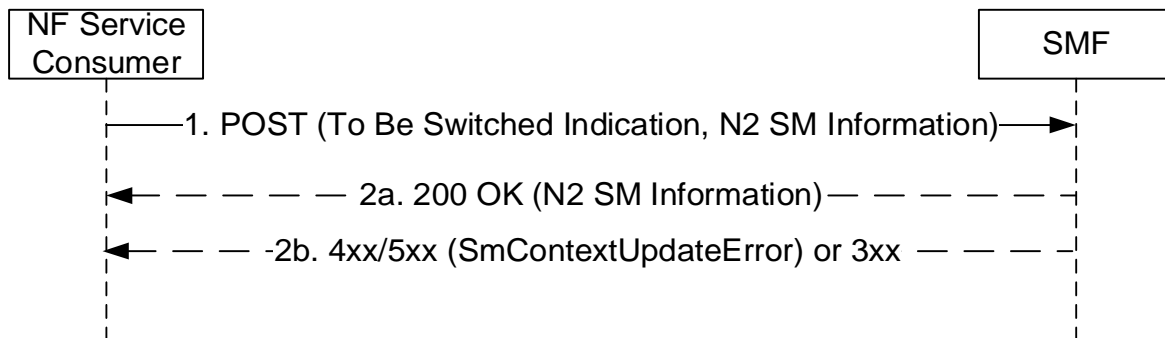 NF Service
Consumer
SMF
1. POST (To Be Switched Indication, N2 SM Information)
2a. 200 OK (N2 SM Information)
2b. 4xx/5xx (SmContextUpdateError) or 3xx